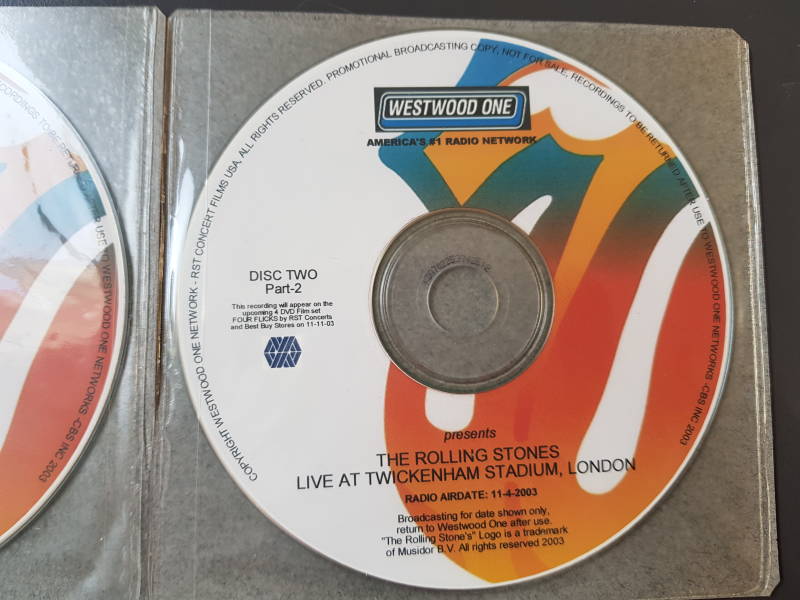 COPYRIGHT WESTWOOD ONE NETWORK - RST CONCERT FILMS USA. ALL RIGHTS RESERVED. PROMOTIONAL BROADCASTING COPY, NOT FOR SALE, RECORDINGS TO BE RETURNED AFTER USE TO WESTWOOD ONE NETWORKS -CBS INC 2003
WESTWOOD ONE
AMERICA'S #1 RADIO NETWORK
DISC TWO
Part-2
This recording will appear on the
upcoming 4 DVD Film set
FOUR FLICKS by RST Concerts
and Best Buy Stores on 11-11-03
presents
THE ROLLING STONES
LIVE AT TWICKENHAM STADIUM, LONDON
RADIO AIRDATE: 11-4-2003
Broadcasting for date shown only,
return to Westwood One after use.
"The Rolling Stone's" Logo is a trademark
of Musidor B.V. All rights reserved 2003
RECORDINGS TO BE RETURNED AFTER USE TO WESTWOOD ONE NETWORKS -CBS INC 2003